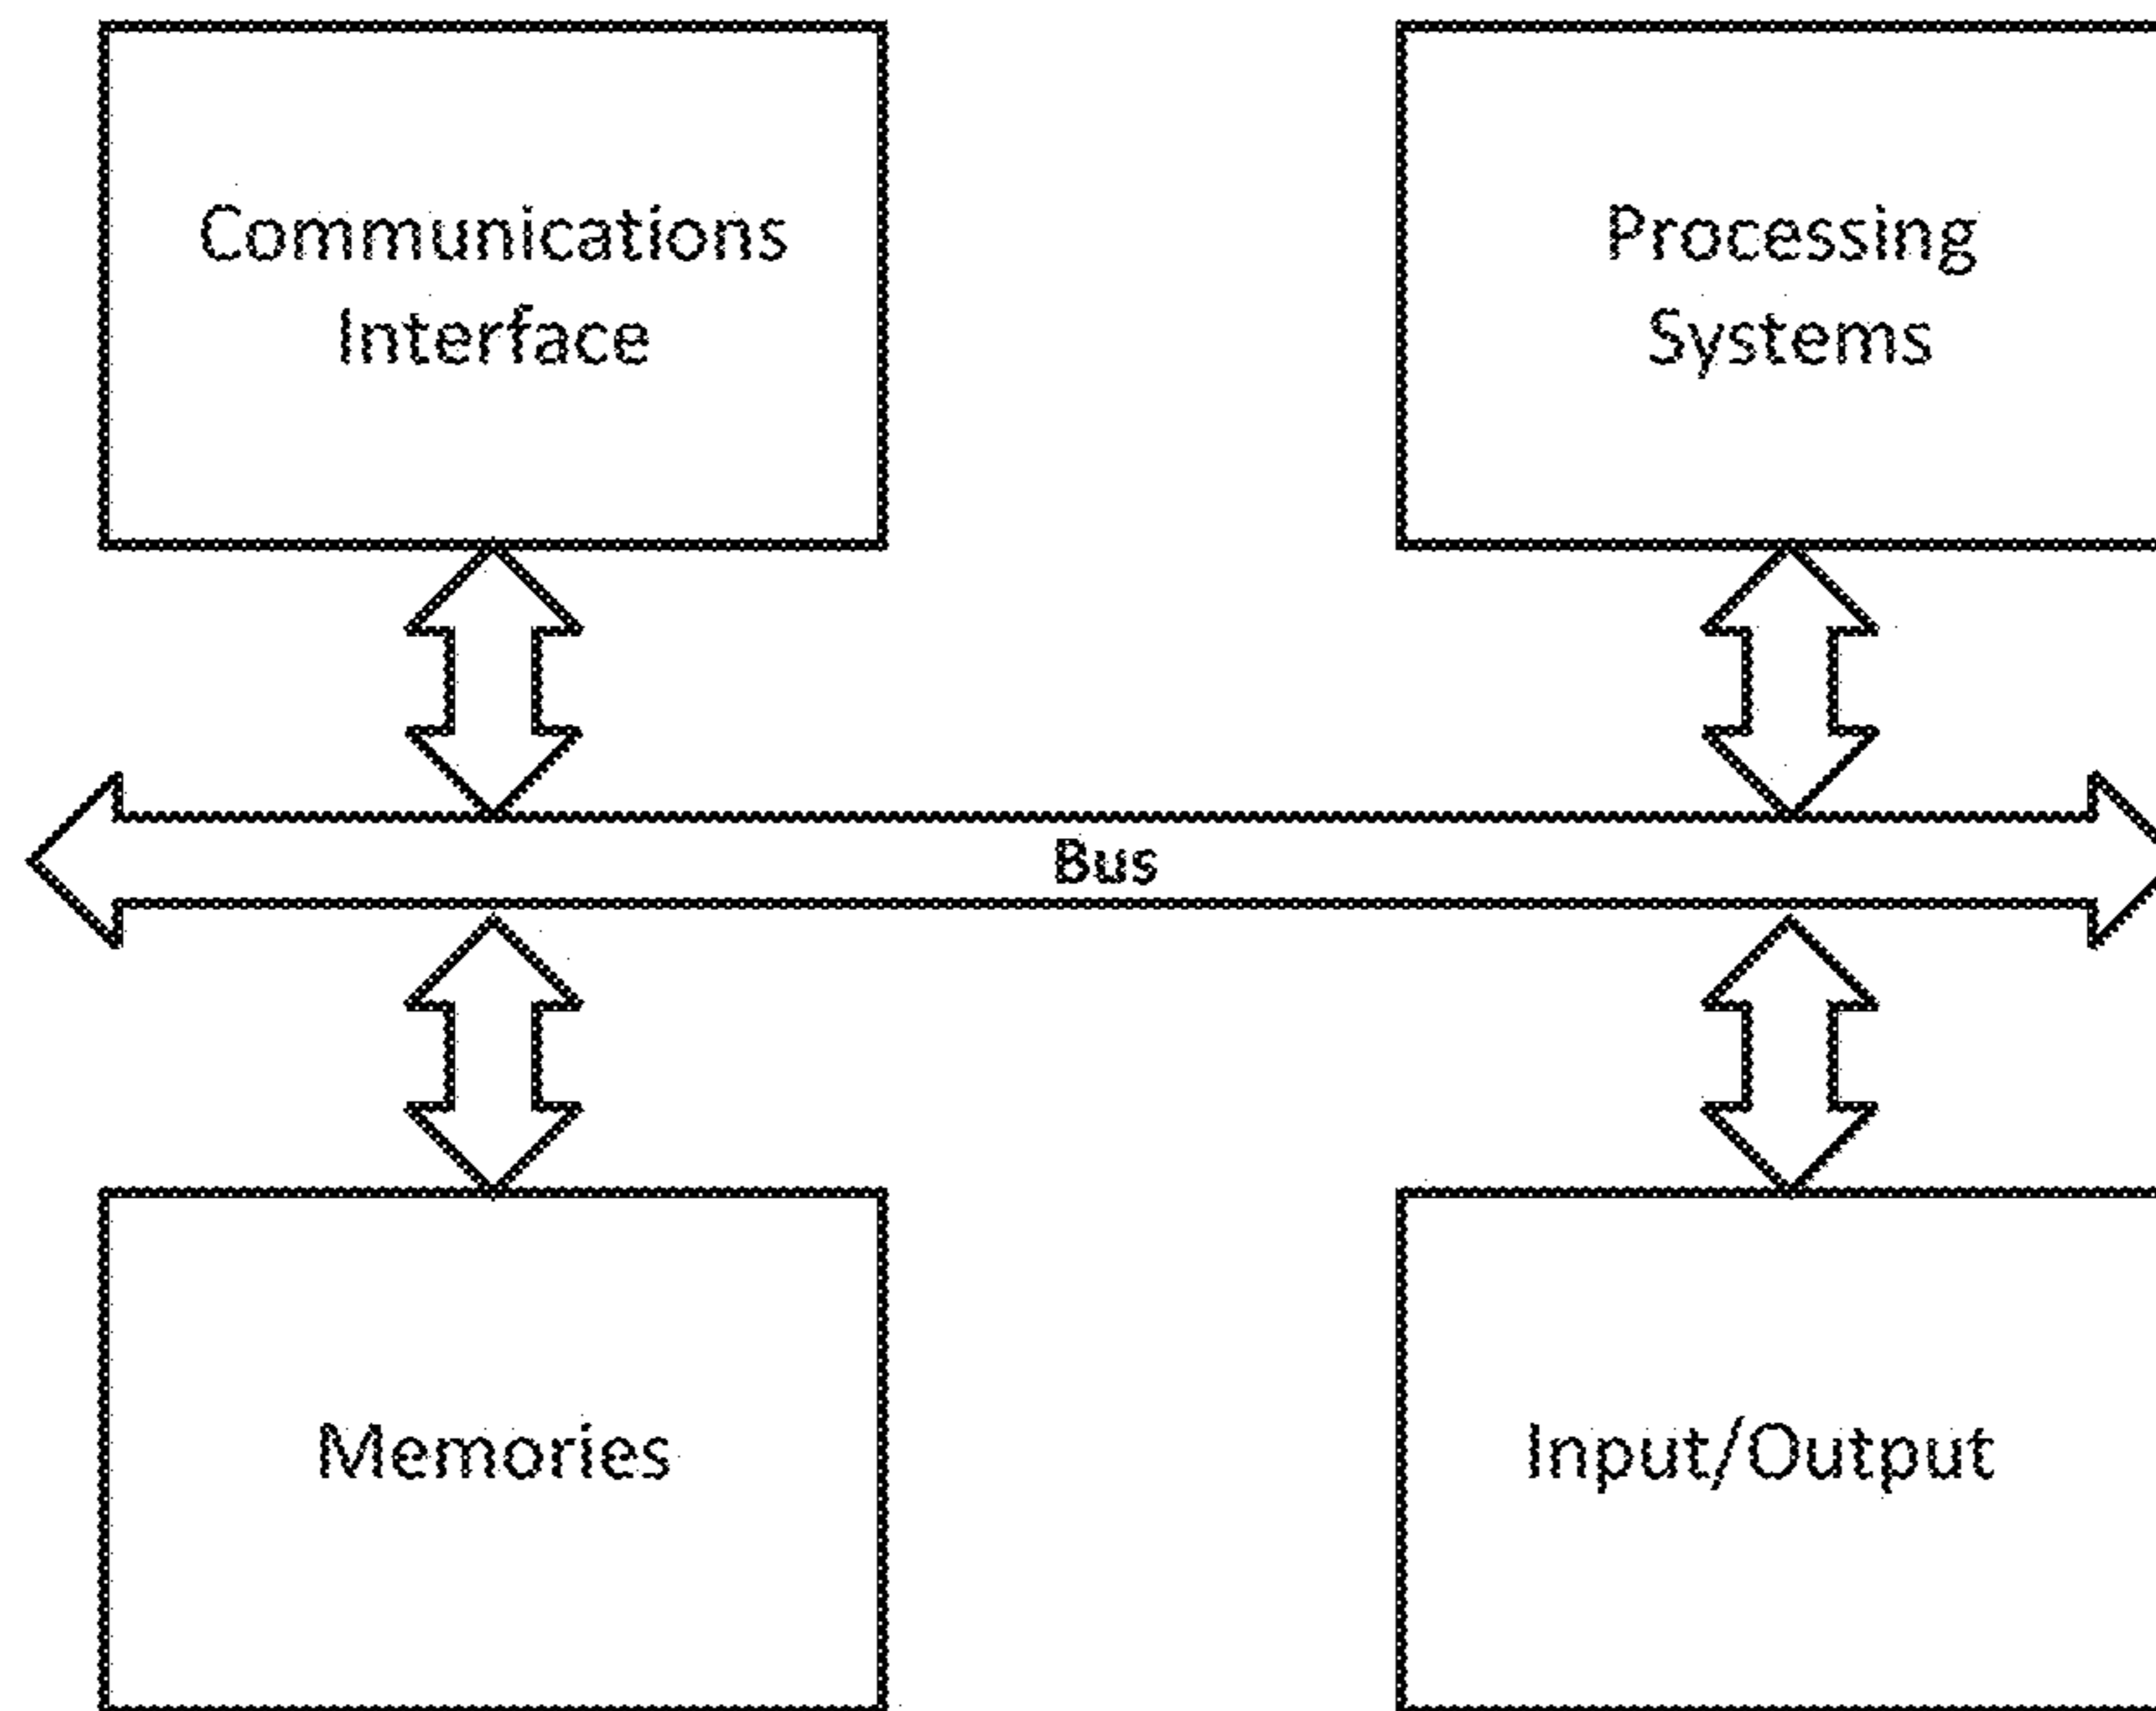 Communications
Interface
Processing
Systems
Bus
Memories
Input/Output